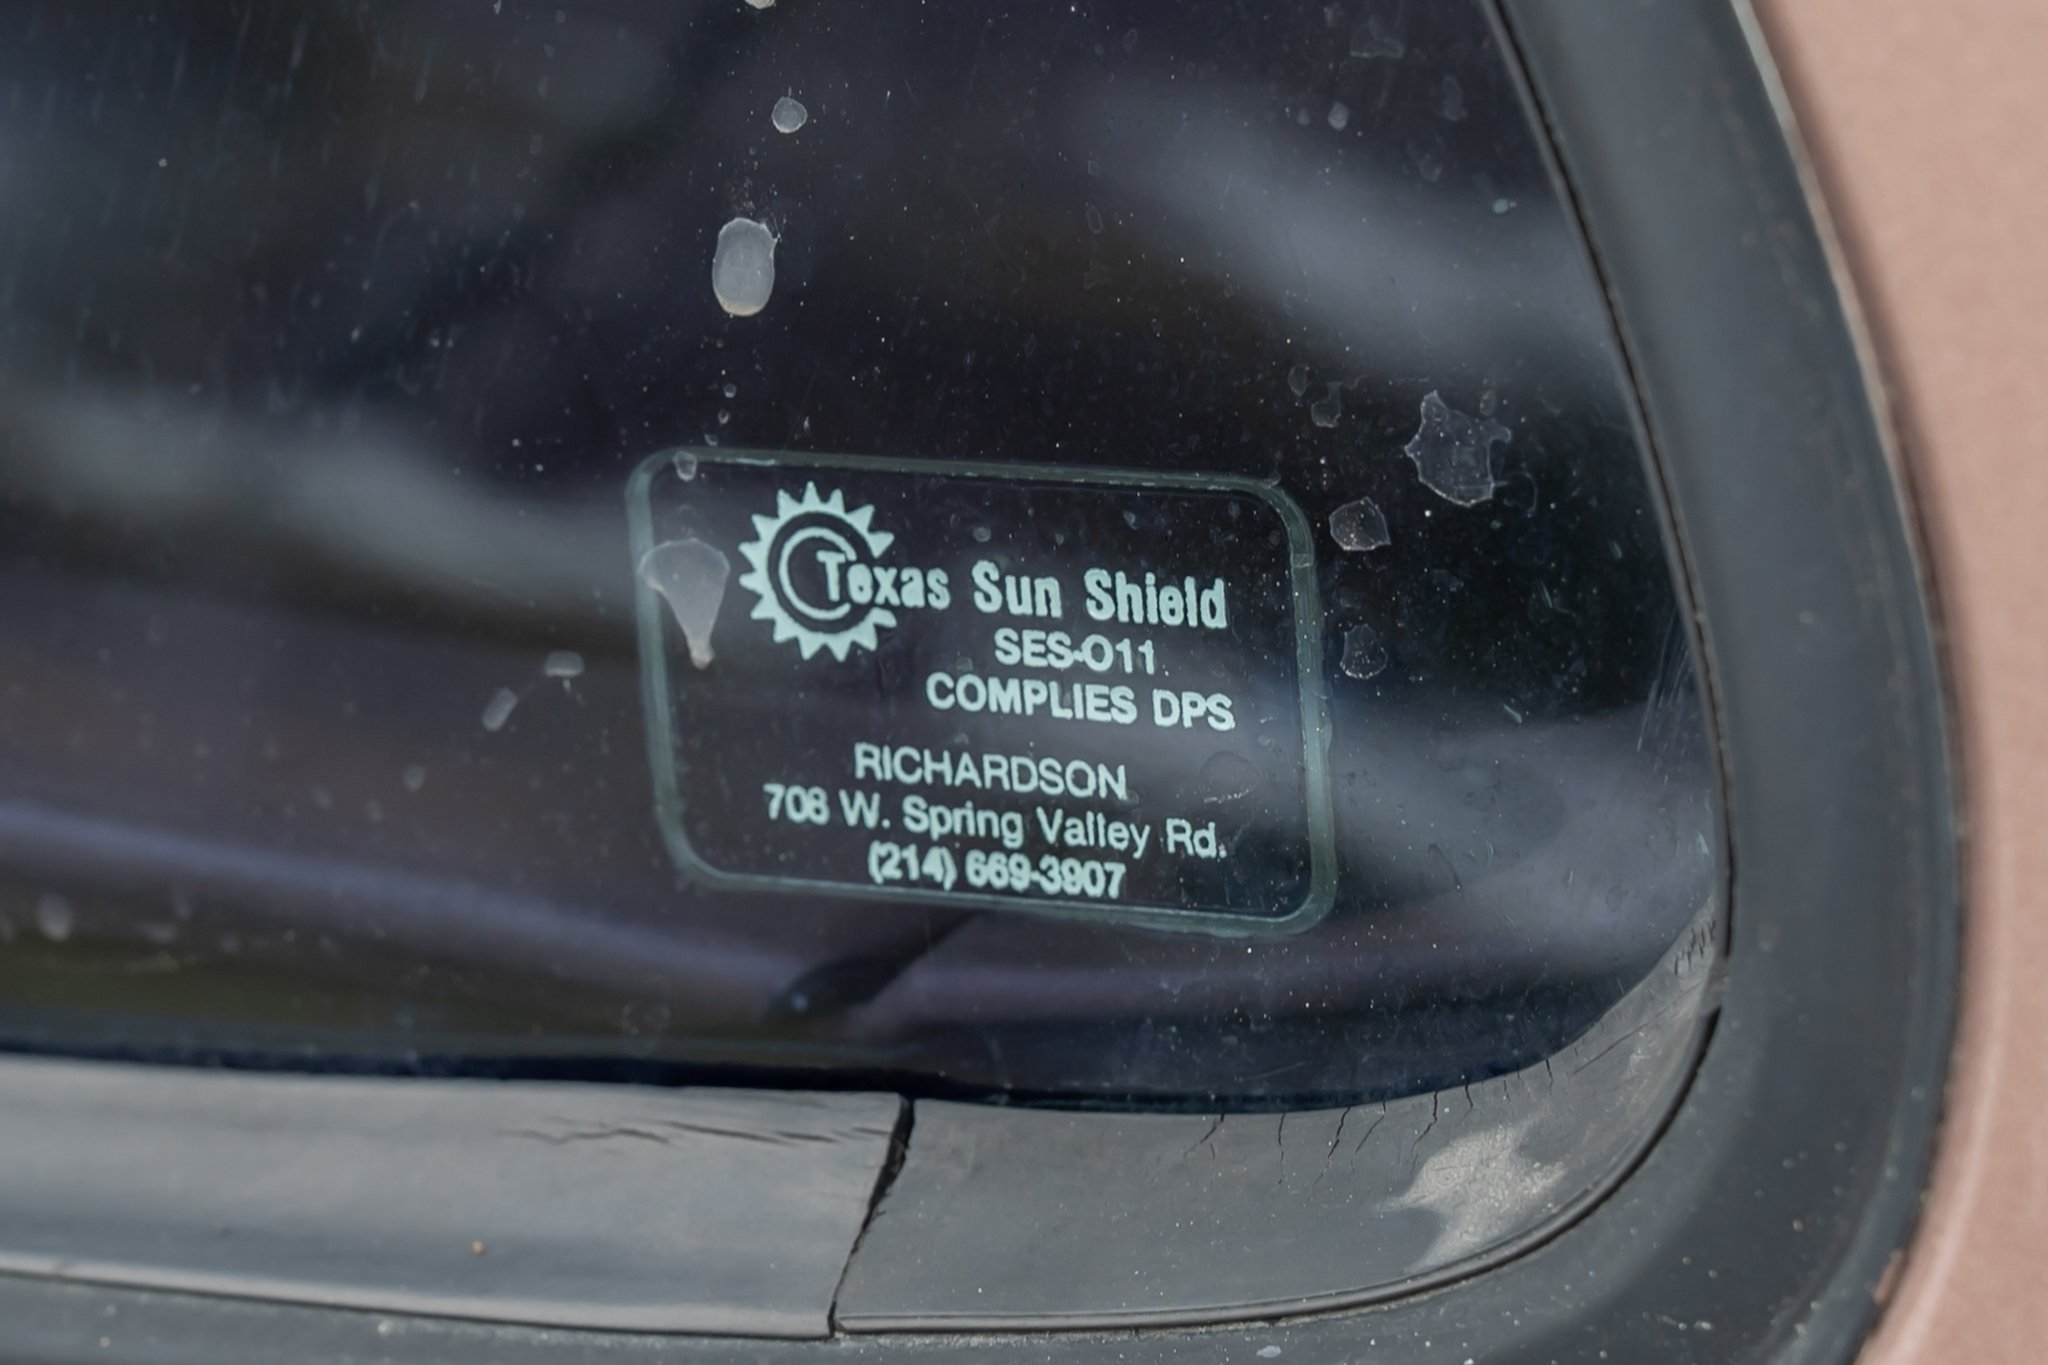 Texas Sun Shield
SES-011
COMPLIES DPS
RICHARDSON
708 W. Spring Valley Rd.
(214) 669-3907